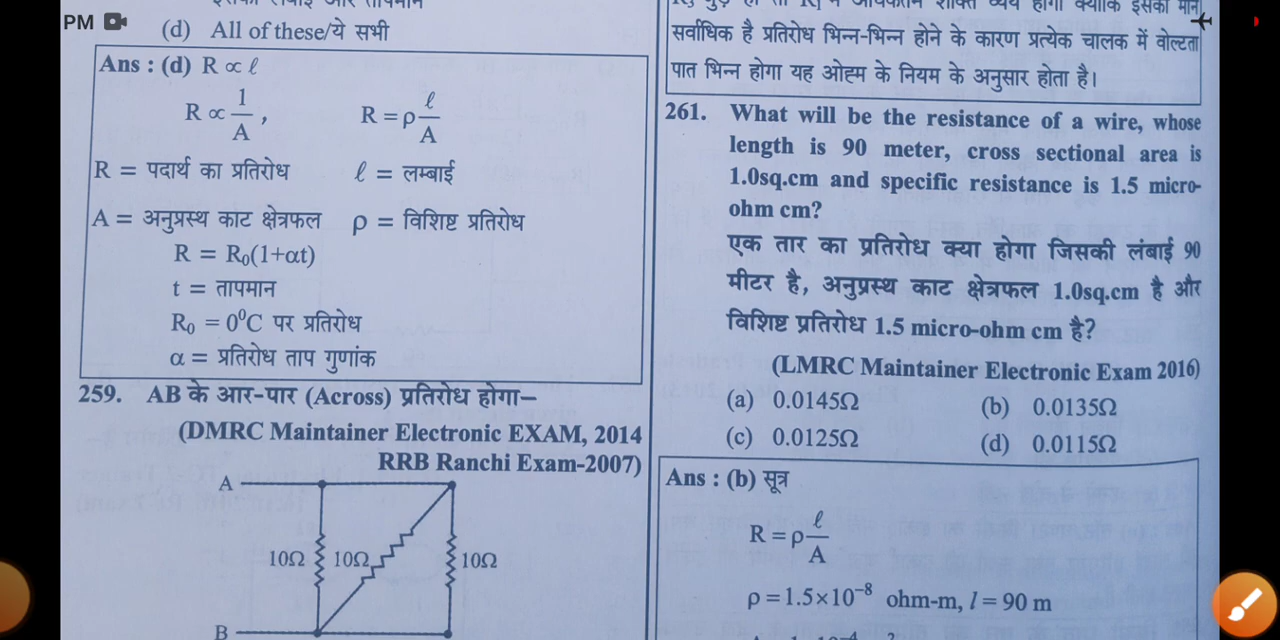 PM
(d) All of these/ये सभी
Ans : (d) R ∝ ℓ
R ∝ 1/A , R = ρ ℓ/A
R = पदार्थ का प्रतिरोध ℓ = लम्बाई
A = अनुप्रस्थ काट क्षेत्रफल ρ = विशिष्ट प्रतिरोध
R = R₀(1+αt)
t = तापमान
R₀ = 0⁰C पर प्रतिरोध
α = प्रतिरोध ताप गुणांक
259. AB के आर-पार (Across) प्रतिरोध होगा–
(DMRC Maintainer Electronic EXAM, 2014
RRB Ranchi Exam-2007)
A
10Ω 10Ω 10Ω
B
सर्वाधिक है प्रतिरोध भिन्न-भिन्न होने के कारण प्रत्येक चालक में वोल्टता
पात भिन्न होगा यह ओह्म के नियम के अनुसार होता है।
261. What will be the resistance of a wire, whose
length is 90 meter, cross sectional area is
1.0sq.cm and specific resistance is 1.5 micro-
ohm cm?
एक तार का प्रतिरोध क्या होगा जिसकी लंबाई 90
मीटर है, अनुप्रस्थ काट क्षेत्रफल 1.0sq.cm है और
विशिष्ट प्रतिरोध 1.5 micro-ohm cm है?
(LMRC Maintainer Electronic Exam 2016)
(a) 0.0145Ω (b) 0.0135Ω
(c) 0.0125Ω (d) 0.0115Ω
Ans : (b) सूत्र
R = ρ ℓ/A
ρ = 1.5×10⁻⁸ ohm-m, l = 90 m